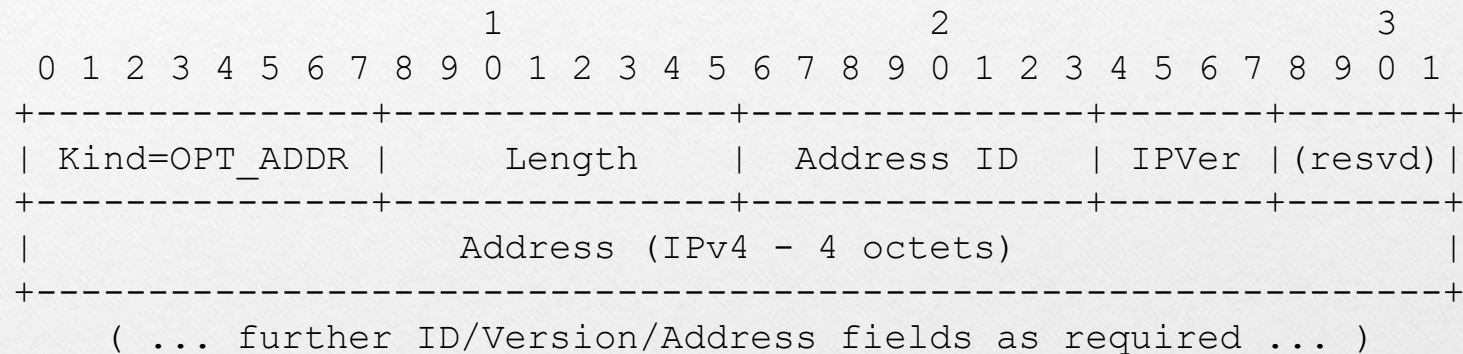 1                   2                   3
 0 1 2 3 4 5 6 7 8 9 0 1 2 3 4 5 6 7 8 9 0 1 2 3 4 5 6 7 8 9 0 1
+---------------+---------------+---------------+-------+-------+
| Kind=OPT_ADDR |     Length    |  Address ID   | IPVer |(resvd)|
+---------------+---------------+---------------+-------+-------+
|                   Address (IPv4 - 4 octets)                   |
+---------------------------------------------------------------+
    ( ... further ID/Version/Address fields as required ... )